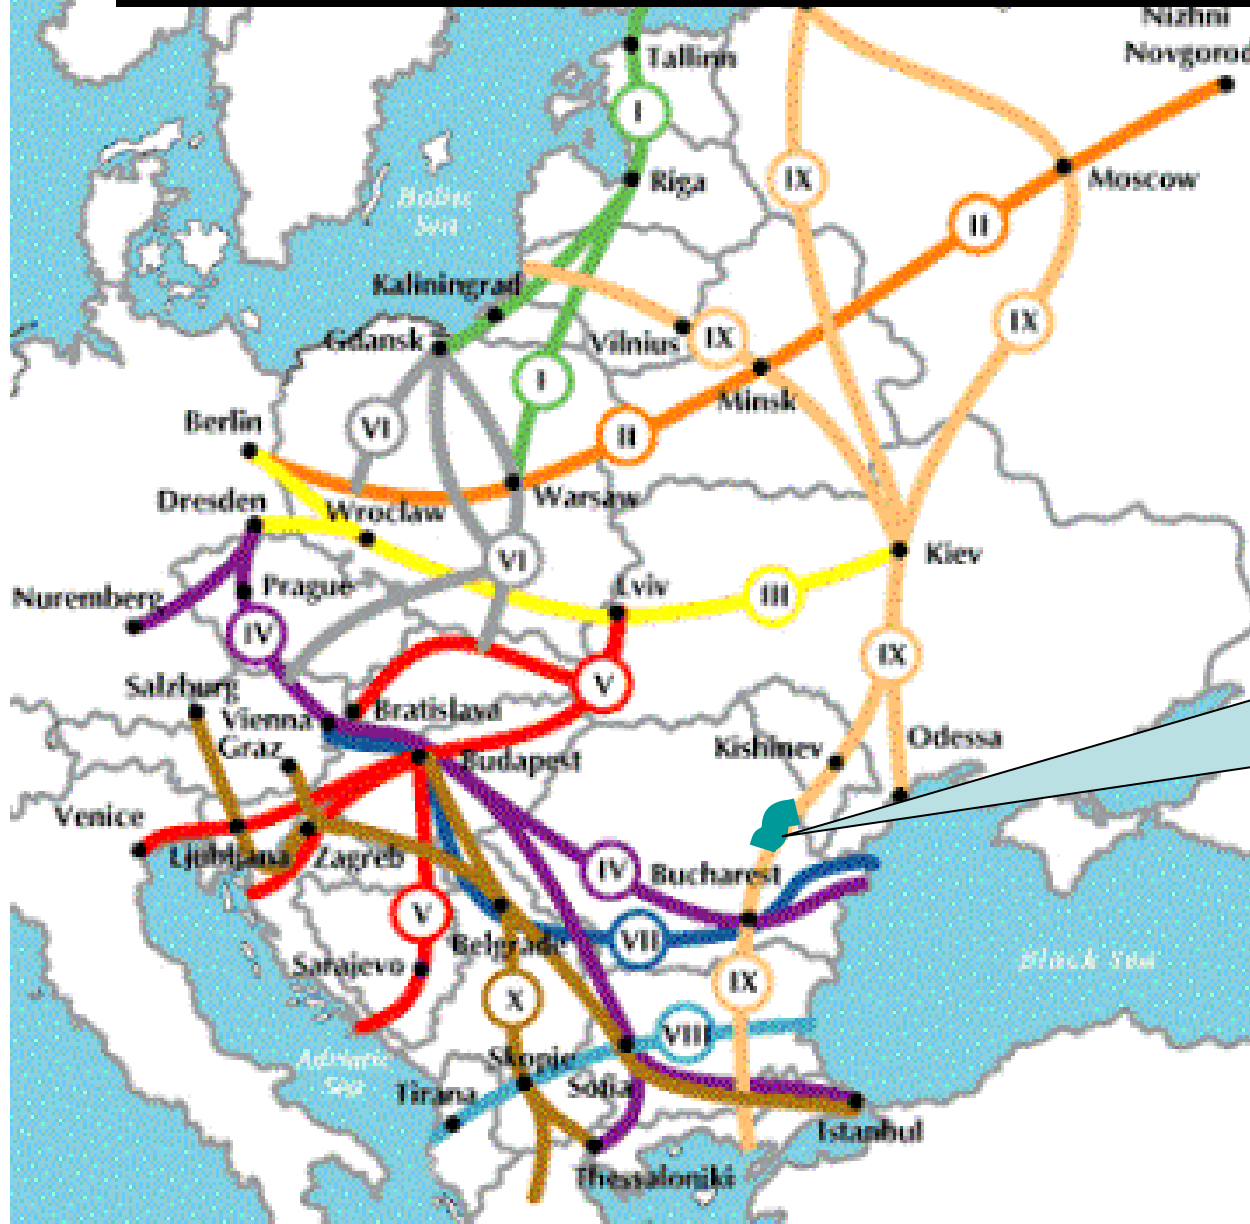 Nizhni
Novgorod
Tallinn
I
Riga
IX
Moscow
II
Baltic
Sea
Kaliningrad
IX
Gdansk
Vilnius
IX
I
Minsk
VI
Berlin
II
Dresden
Wroclaw
Warsaw
Kiev
VI
Prague
Lviv
III
Nuremberg
IV
IX
Salzburg
V
Vienna
Bratislava
Graz
Budapest
Kishinev
Odessa
Venice
Ljubljana
Zagreb
IV
Bucharest
V
Belgrade
VII
Sarajevo
Black Sea
IX
X
VIII
Adriatic
Sea
Skopje
Tirana
Sofia
Istanbul
Thessaloniki